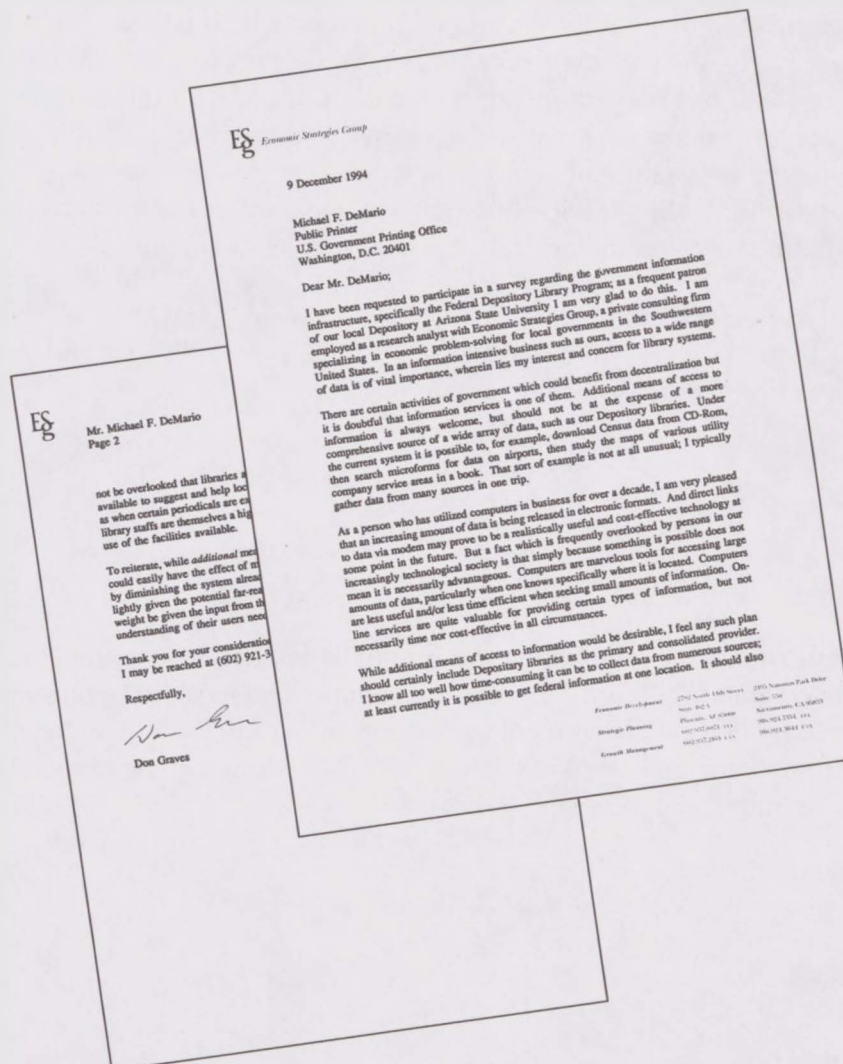 ESG Economic Strategies Group
9 December 1994
Michael F. DeMario
Public Printer
U.S. Government Printing Office
Washington, D.C. 20401
Dear Mr. DeMario;
I have been requested to participate in a survey regarding the government information
infrastructure, specifically the Federal Depository Library Program; as a frequent patron
of our local Depository at Arizona State University I am very glad to do this. I am
employed as a research analyst with Economic Strategies Group, a private consulting firm
specializing in economic problem-solving for local governments in the Southwestern
United States. In an information intensive business such as ours, access to a wide range
of data is of vital importance, wherein lies my interest and concern for library systems.
There are certain activities of government which could benefit from decentralization but
it is doubtful that information services is one of them. Additional means of access to
information is always welcome, but should not be at the expense of a more
comprehensive source of a wide array of data, such as our Depository libraries. Under
the current system it is possible to, for example, download Census data from CD-Rom,
then search microforms for data on airports, then study the maps of various utility
company service areas in a book. That sort of example is not at all unusual; I typically
gather data from many sources in one trip.
As a person who has utilized computers in business for over a decade, I am very pleased
that an increasing amount of data is being released in electronic formats. And direct links
to data via modem may prove to be a realistically useful and cost-effective technology at
some point in the future. But a fact which is frequently overlooked by persons in our
increasingly technological society is that simply because something is possible does not
mean it is necessarily advantageous. Computers are marvelous tools for accessing large
amounts of data, particularly when one knows specifically where it is located. Computers
are less useful and/or less time efficient when seeking small amounts of information. On-
line services are quite valuable for providing certain types of information, but not
necessarily time nor cost-effective in all circumstances.
While additional means of access to information would be desirable, I feel any such plan
should certainly include Depositary libraries as the primary and consolidated provider.
I know all too well how time-consuming it can be to collect data from numerous sources;
at least currently it is possible to get federal information at one location. It should also
Economic Development
Strategic Planning
Growth Management
Sacramento, CA
ESG
Mr. Michael F. DeMario
Page 2
not be overlooked that libraries
available to suggest and help
as when certain periodicals are
library staffs are themselves a
use of the facilities available.
To reiterate, while additional
could easily have the effect of
by diminishing the system
lightly given the potential
weight be given the input from
understanding of their users
Thank you for your
I may be reached at (602) 921-3
Respectfully,
Don Graves